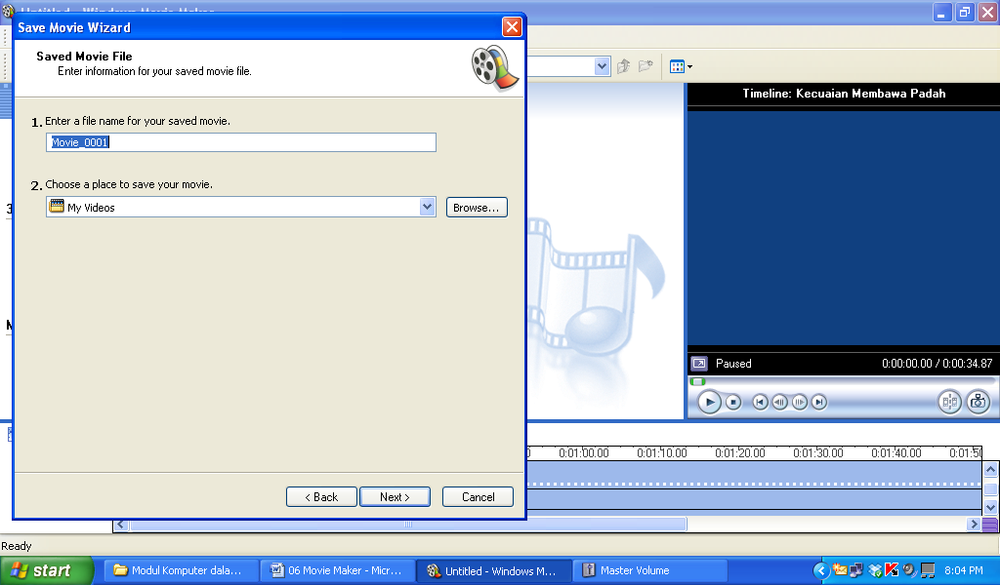 Untitled - Windows Movie Maker
Save Movie Wizard
Saved Movie File
Enter information for your saved movie file.
1. Enter a file name for your saved movie.
Movie_0001
2. Choose a place to save your movie.
My Videos
Browse...
< Back
Next >
Cancel
Timeline: Kecuaian Membawa Padah
Paused
0:00:00.00 / 0:00:34.87
0:01:00.00 0:01:10.00 0:01:20.00 0:01:30.00 0:01:40.00
Ready
start
Modul Komputer dala...
06 Movie Maker - Micr...
Untitled - Windows M...
Master Volume
8:04 PM